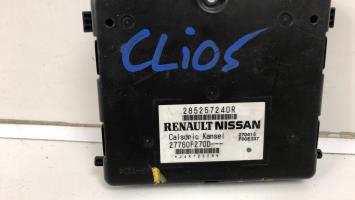 CLIO5
285257240R
RENAULT NISSAN
Calsonic Kansei
27760F270D